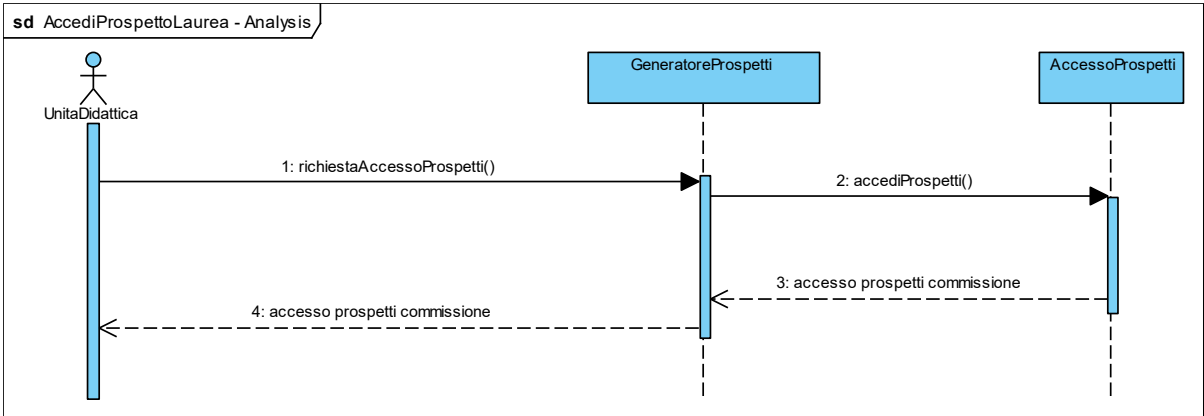 sd AccediProspettoLaurea - Analysis
UnitaDidattica
GeneratoreProspetti
AccessoProspetti
1: richiestaAccessoProspetti()
2: accediProspetti()
3: accesso prospetti commissione
4: accesso prospetti commissione